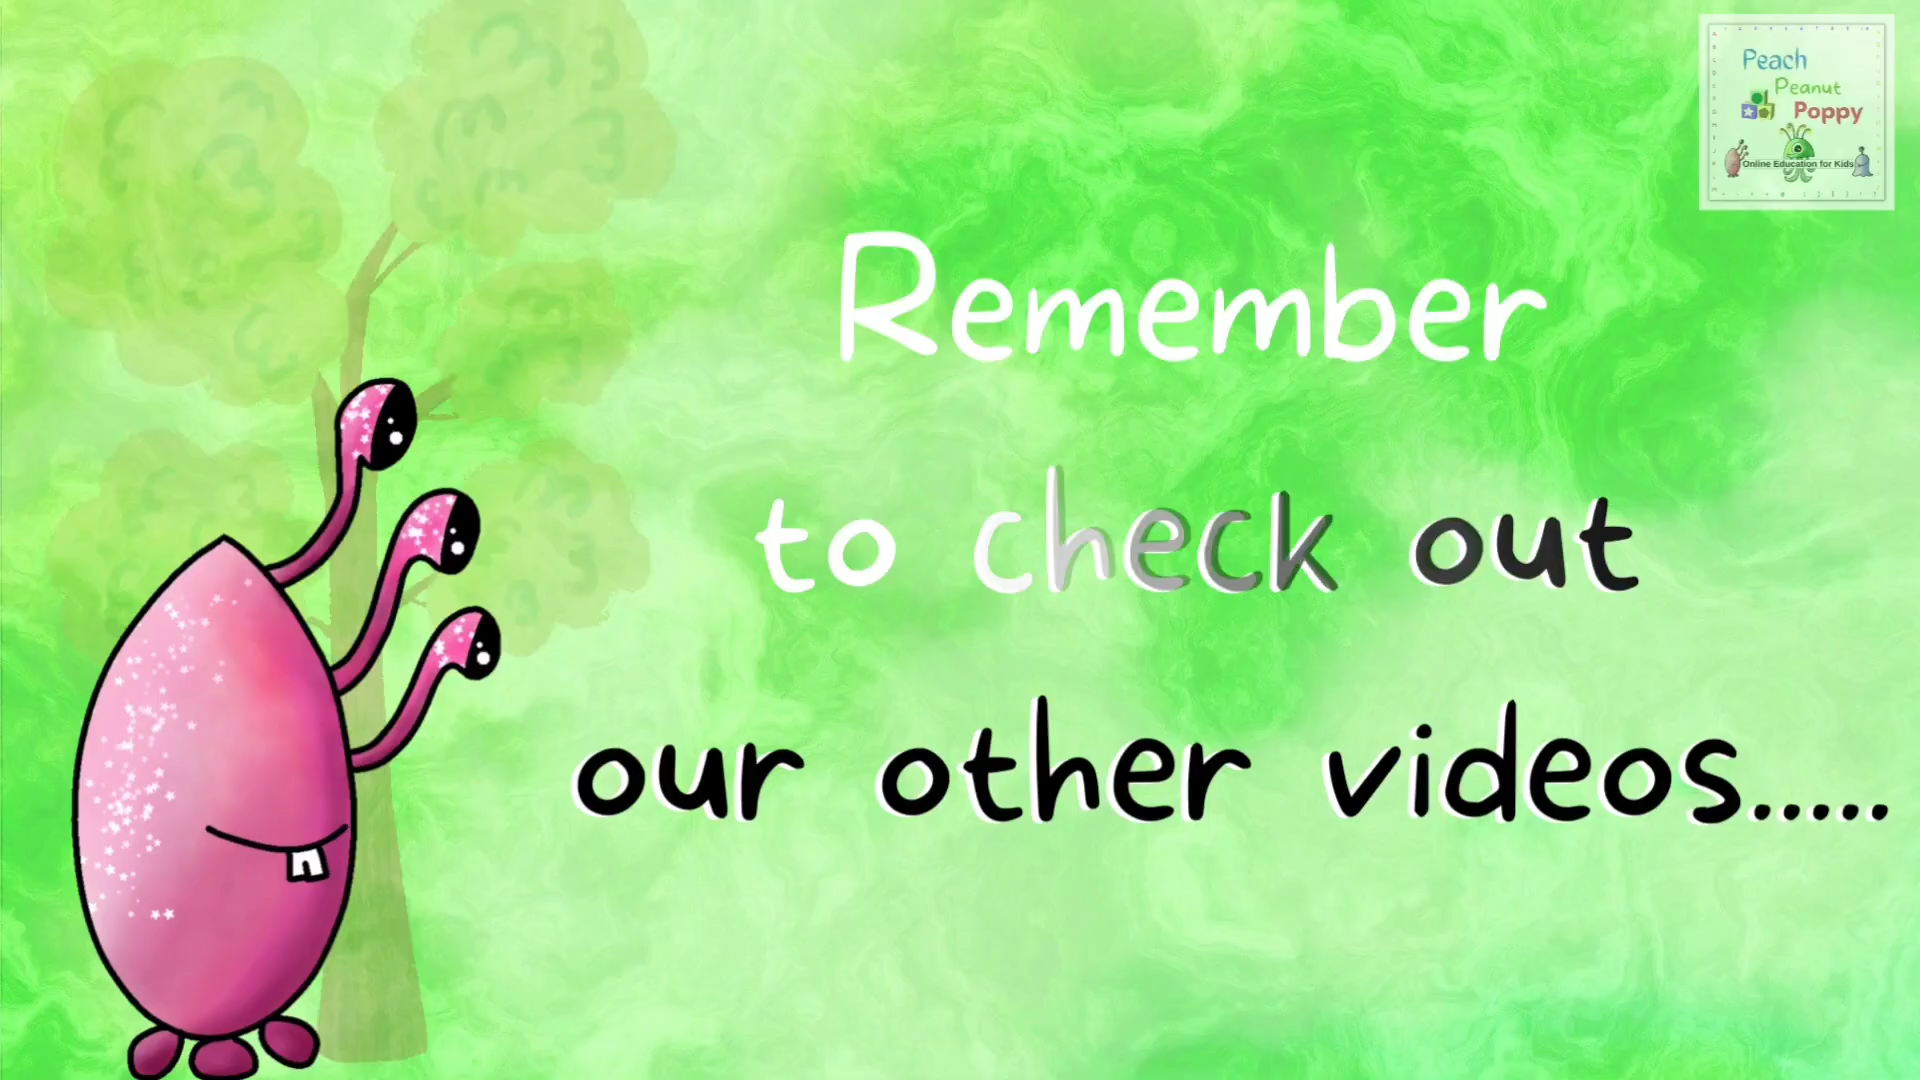 Peach
Peanut
Poppy
Online Education for Kids
Remember
to check out
our other videos.....